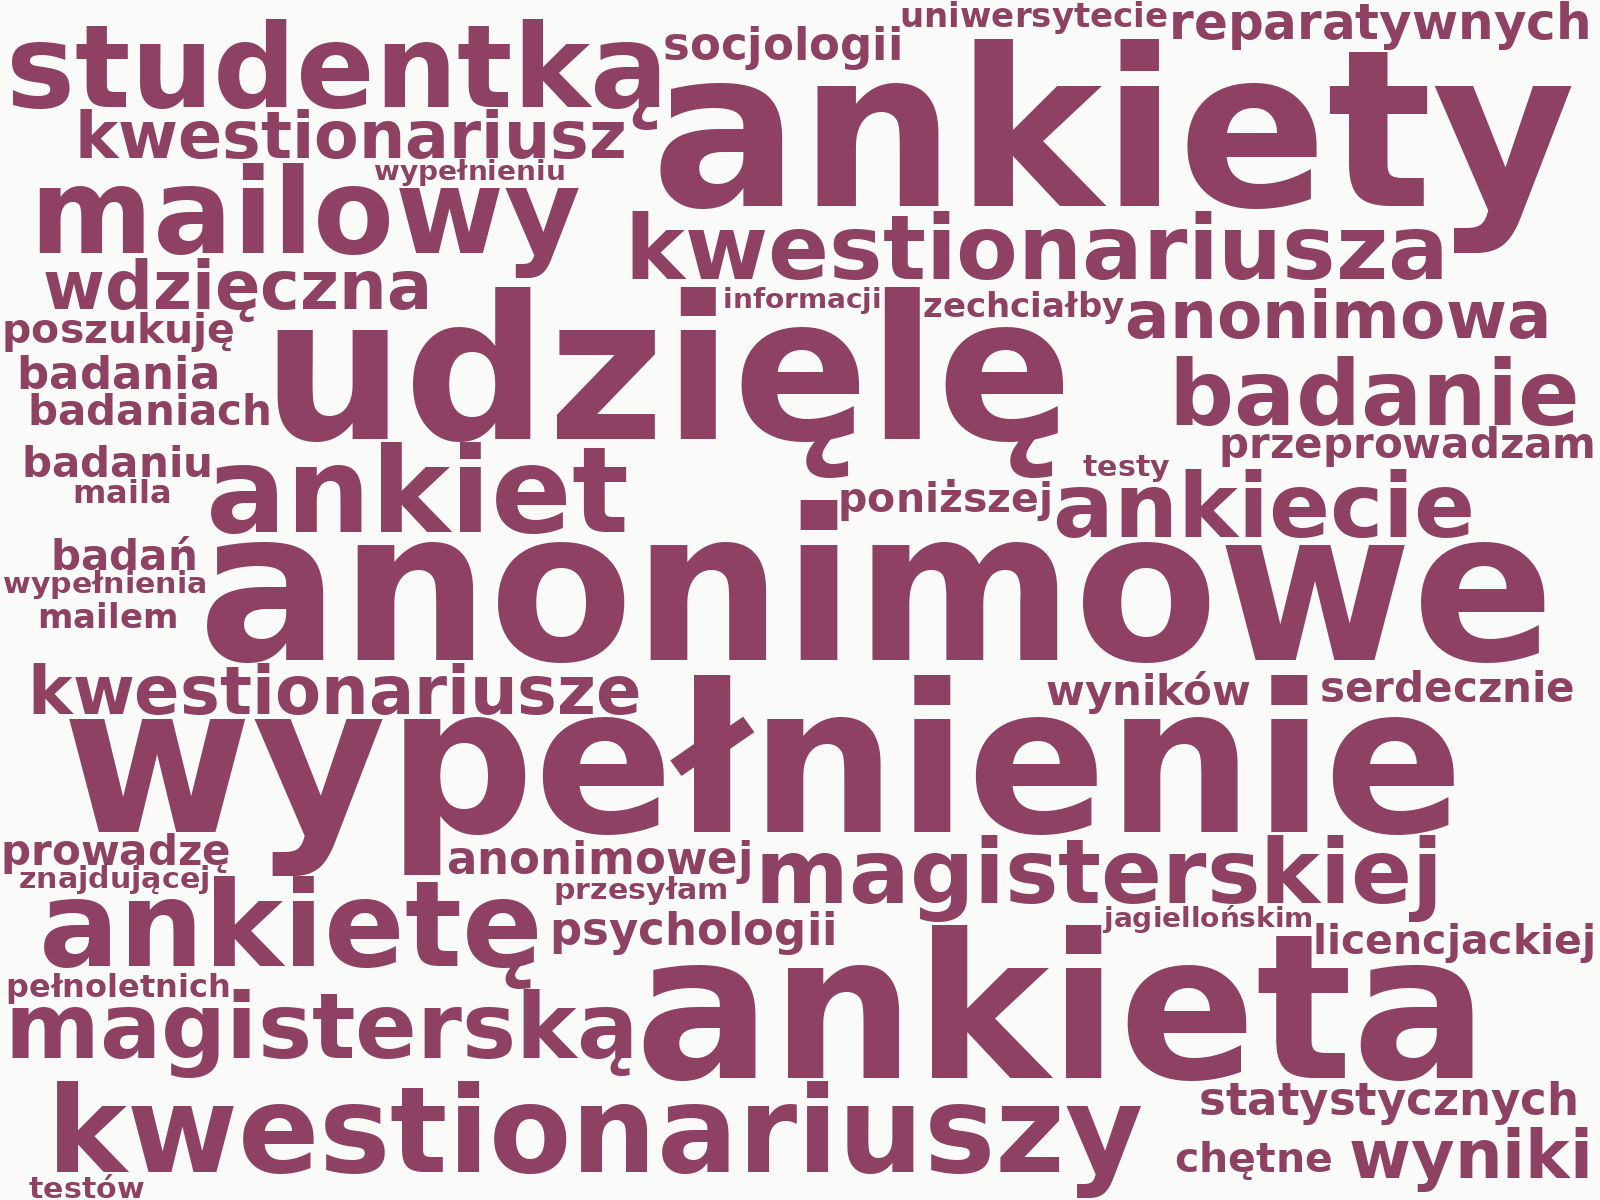 uniwersytecie
reparatywnych
studentką
socjologii
ankiety
kwestionariusz
wypełnieniu
mailowy
kwestionariusza
wdzięczna
informacji
zechciałby
anonimowa
poszukuję
udzielę
badania
badanie
badaniach
przeprowadzam
badaniu
ankiet
testy
maila
poniższej
ankiecie
badań
anonimowe
wypełnienia
mailem
kwestionariusze
wyników
serdecznie
wypełnienie
prowadzę
anonimowej
magisterskiej
znajdującej
przesyłam
ankietę
psychologii
jagiellońskim
licencjackiej
pełnoletnich
ankieta
magisterską
kwestionariuszy
statystycznych
chętne
wyniki
testów